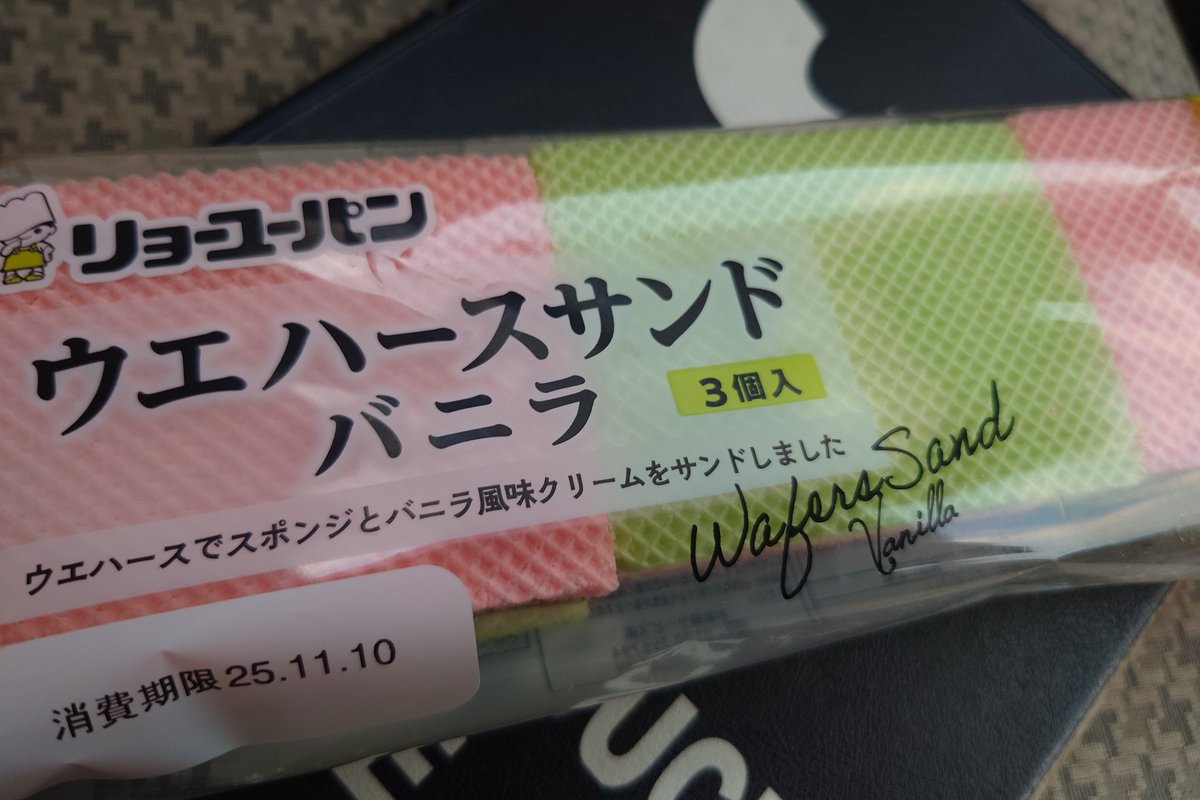 リョーユーパン
ウエハースサンド
バニラ
3個入
ウエハースでスポンジとバニラ風味クリームをサンドしました
Wafers Sand
Vanilla
消費期限 25.11.10